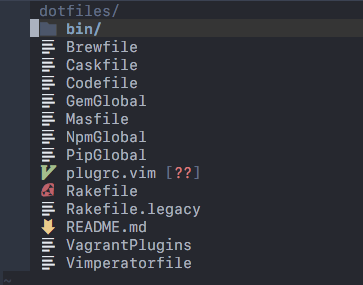 dotfiles/
bin/
Brewfile
Caskfile
Codefile
GemGlobal
Masfile
NpmGlobal
PipGlobal
plugrc.vim [??]
Rakefile
Rakefile.legacy
README.md
VagrantPlugins
Vimperatorfile
~